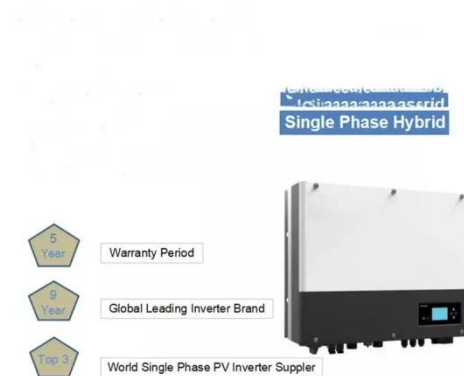 Single Phase Hybrid
5
Year
Warranty Period
9
Year
Global Leading Inverter Brand
Top 3
World Single Phase PV Inverter Suppler